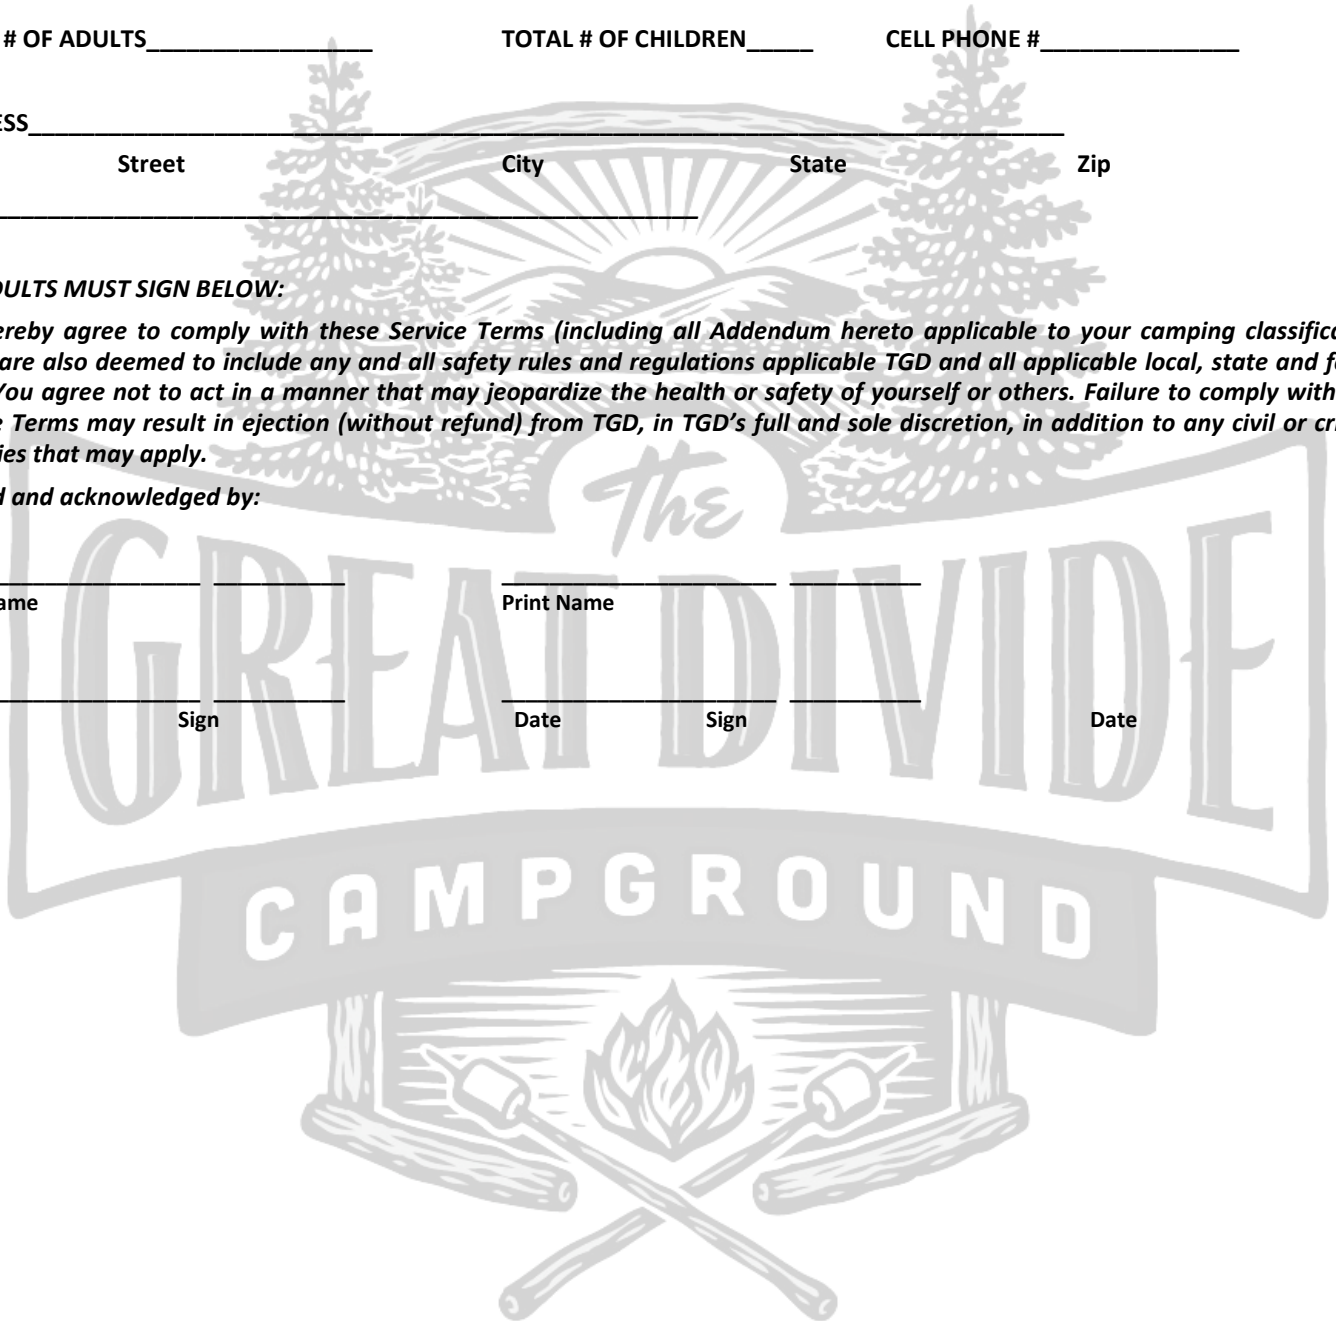 # OF ADULTS_________________ TOTAL # OF CHILDREN_____ CELL PHONE #_______________
ESS______________________________________________________________________________
Street City State Zip
_____________________________________________________
DULTS MUST SIGN BELOW:
ereby agree to comply with these Service Terms (including all Addendum hereto applicable to your camping classifica
are also deemed to include any and all safety rules and regulations applicable TGD and all applicable local, state and f
You agree not to act in a manner that may jeopardize the health or safety of yourself or others. Failure to comply with
e Terms may result in ejection (without refund) from TGD, in TGD’s full and sole discretion, in addition to any civil or cr
ies that may apply.
d and acknowledged by:
The
GREAT DIVIDE
_________________ ___________ _______________________ ___________
ame Print Name
_________________ ___________ _______________________ ___________
Sign Date Sign Date
CAMPGROUND